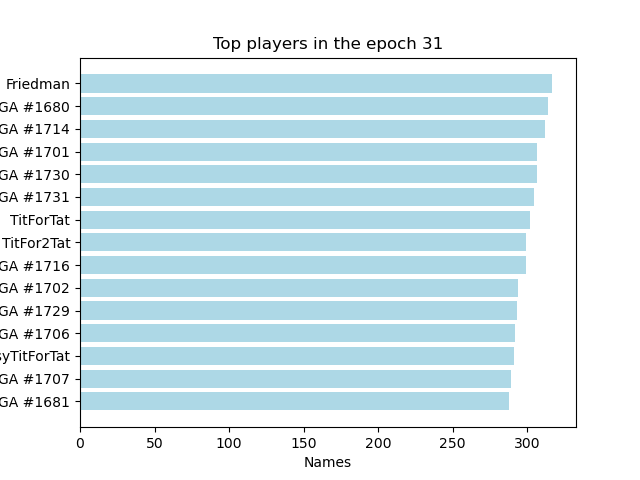 Top players in the epoch 31
Friedman
GA #1680
GA #1714
GA #1701
GA #1730
GA #1731
TitForTat
TitFor2Tat
GA #1716
GA #1702
GA #1729
GA #1706
syTitForTat
GA #1707
GA #1681
0 50 100 150 200 250 300
Names